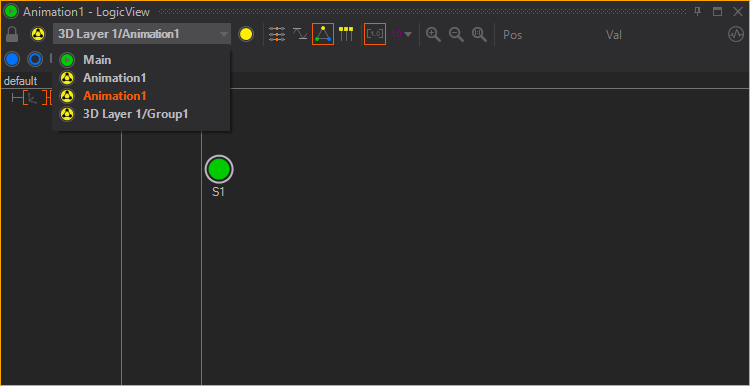 Animation1 - LogicView
3D Layer 1/Animation1
Pos
Val
Main
Animation1
Animation1
3D Layer 1/Group1
default
S1